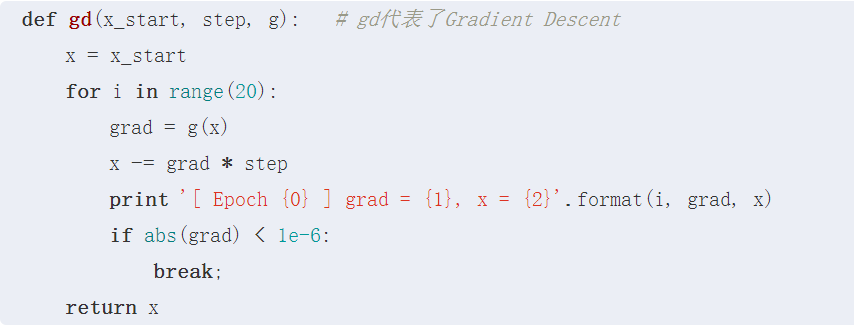 def gd(x_start, step, g):   # gd代表了Gradient Descent
    x = x_start
    for i in range(20):
        grad = g(x)
        x -= grad * step
        print '[ Epoch {0} ] grad = {1}, x = {2}'.format(i, grad, x)
        if abs(grad) < 1e-6:
            break;
    return x